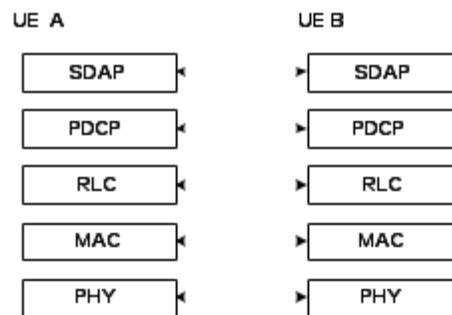 UE A UE B
SDAP SDAP
PDCP PDCP
RLC RLC
MAC MAC
PHY PHY